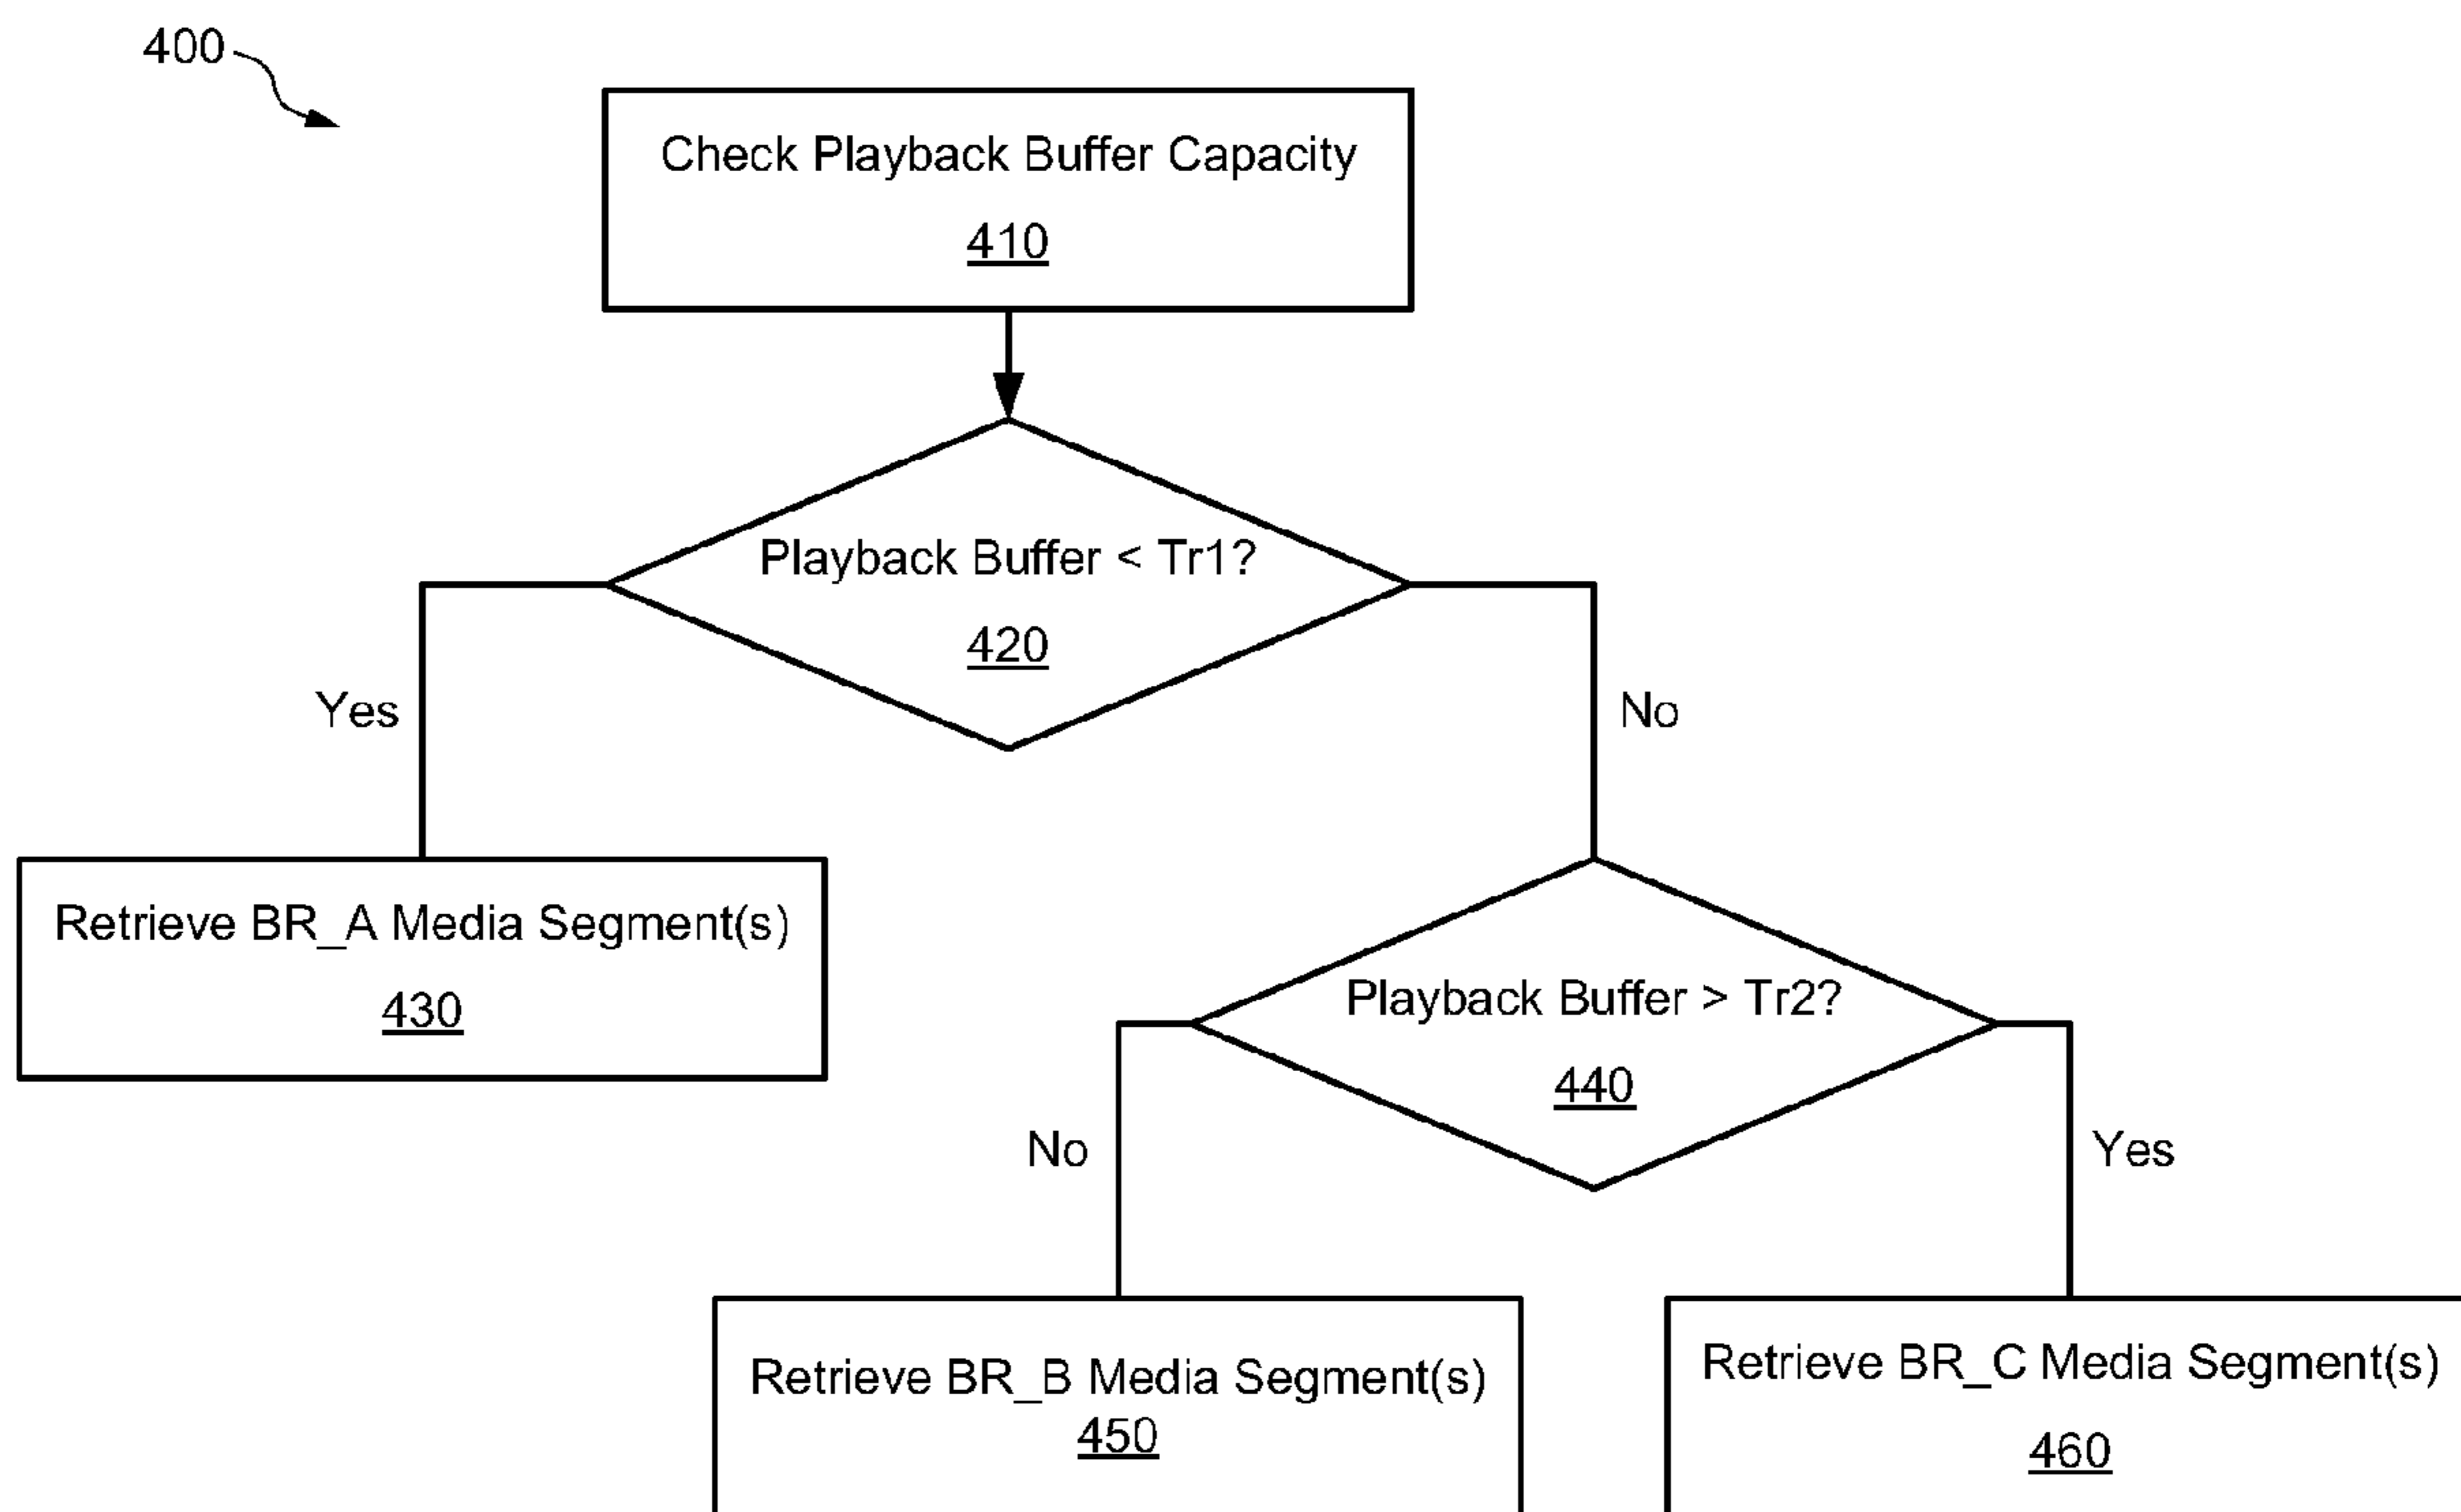 400
Check Playback Buffer Capacity
410
Playback Buffer < Tr1?
420
Yes
No
Retrieve BR_A Media Segment(s)
430
Playback Buffer > Tr2?
440
No
Yes
Retrieve BR_B Media Segment(s)
450
Retrieve BR_C Media Segment(s)
460